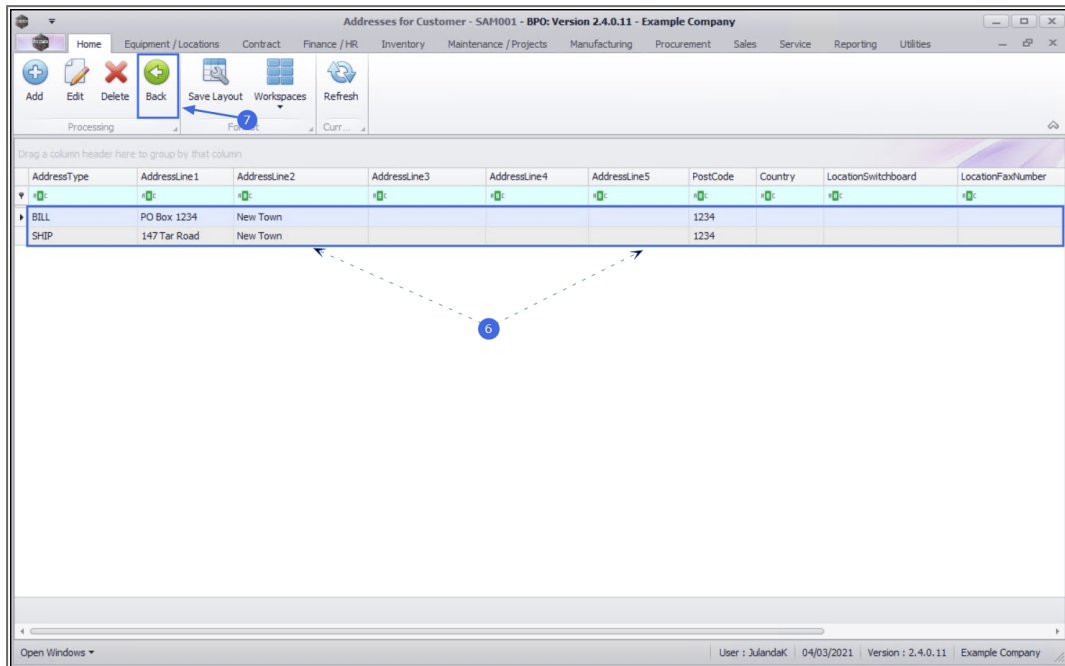 Addresses for Customer - SAM001 - BPO: Version 2.4.0.11 - Example Company
Home Equipment / Locations Contract Finance / HR Inventory Maintenance / Projects Manufacturing Procurement Sales Service Reporting Utilities
Add Edit Delete Back Save Layout Workspaces Refresh
7
Processing Curr...
Drag a column header here to group by that column
AddressType AddressLine1 AddressLine2 AddressLine3 AddressLine4 AddressLine5 PostCode Country LocationSwitchboard LocationFaxNumber
BILL PO Box 1234 New Town 1234
SHIP 147 Tar Road New Town 1234
6
Open Windows User : JulandaK 04/03/2021 Version : 2.4.0.11 Example Company